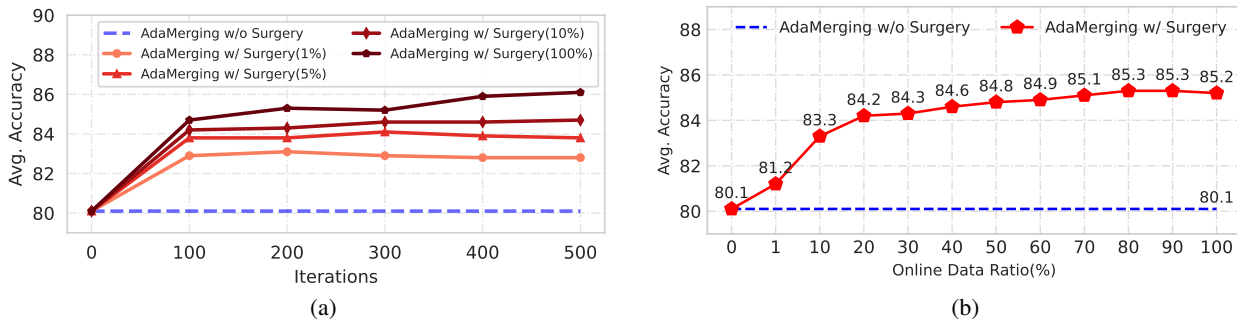 90
88
86
84
82
80
Avg. Accuracy
AdaMerging w/o Surgery
AdaMerging w/ Surgery(1%)
AdaMerging w/ Surgery(5%)
AdaMerging w/ Surgery(10%)
AdaMerging w/ Surgery(100%)
0 100 200 300 400 500
Iterations
(a)
88
86
84
82
80
Avg. Accuracy
AdaMerging w/o Surgery
AdaMerging w/ Surgery
80.1 81.2 83.3 84.2 84.3 84.6 84.8 84.9 85.1 85.3 85.3 85.2
80.1
0 1 10 20 30 40 50 60 70 80 90 100
Online Data Ratio(%)
(b)